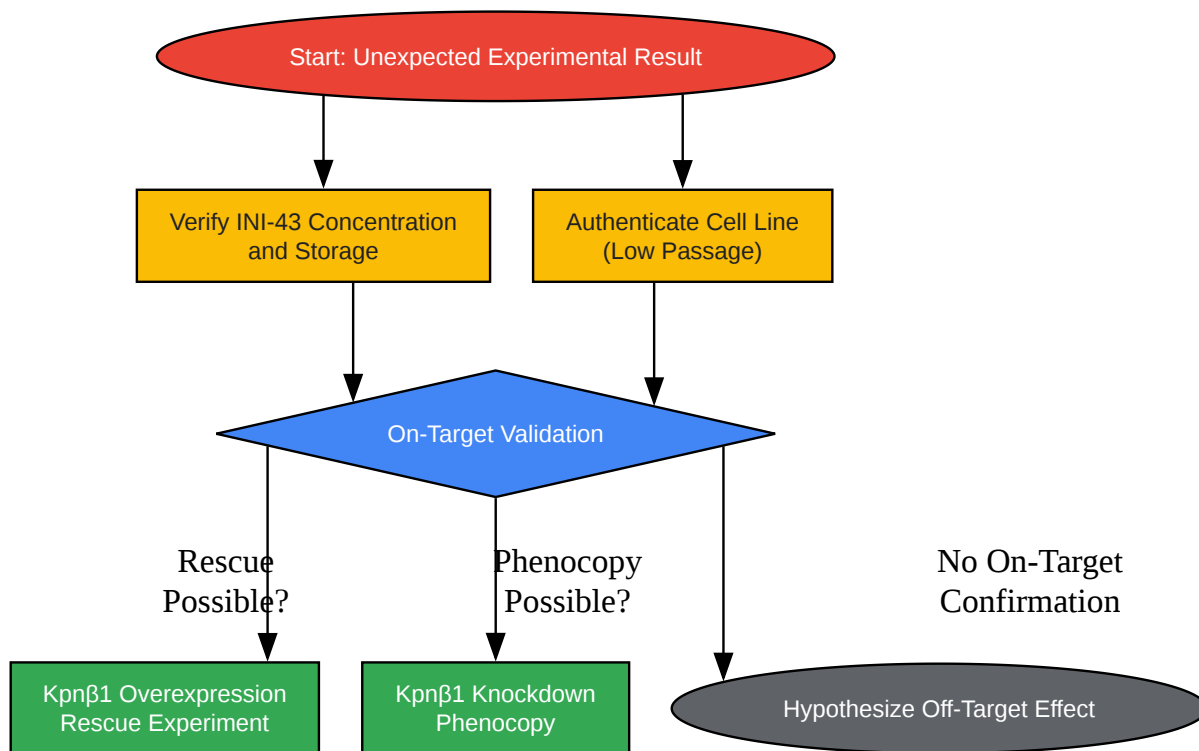 Start: Unexpected Experimental Result
Verify INI-43 Concentration
and Storage
Authenticate Cell Line
(Low Passage)
On-Target Validation
Rescue
Possible?
Phenocopy
Possible?
No On-Target
Confirmation
Kpnβ1 Overexpression
Rescue Experiment
Kpnβ1 Knockdown
Phenocopy
Hypothesize Off-Target Effect